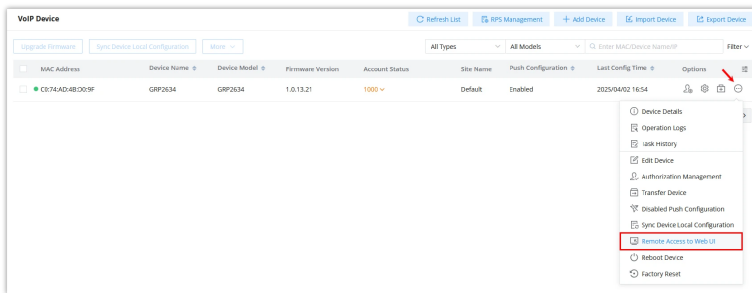 VoIP Device
Refresh List RPS Management + Add Device Import Device Export Device
Upgrade Firmware Sync Device Local Configuration More All Types All Models Enter MAC/Device Name/IP Filter
MAC Address Device Name Device Model Firmware Version Account Status Site Name Push Configuration Last Config Time Options
C0:74:AD:4B:D0:9F GRP2634 GRP2634 1.0.13.21 1000 Default Enabled 2025/04/02 16:54
Device Details
Operation Logs
Task History
Edit Device
Authorization Management
Transfer Device
Disabled Push Configuration
Sync Device Local Configuration
Remote Access to Web UI
Reboot Device
Factory Reset